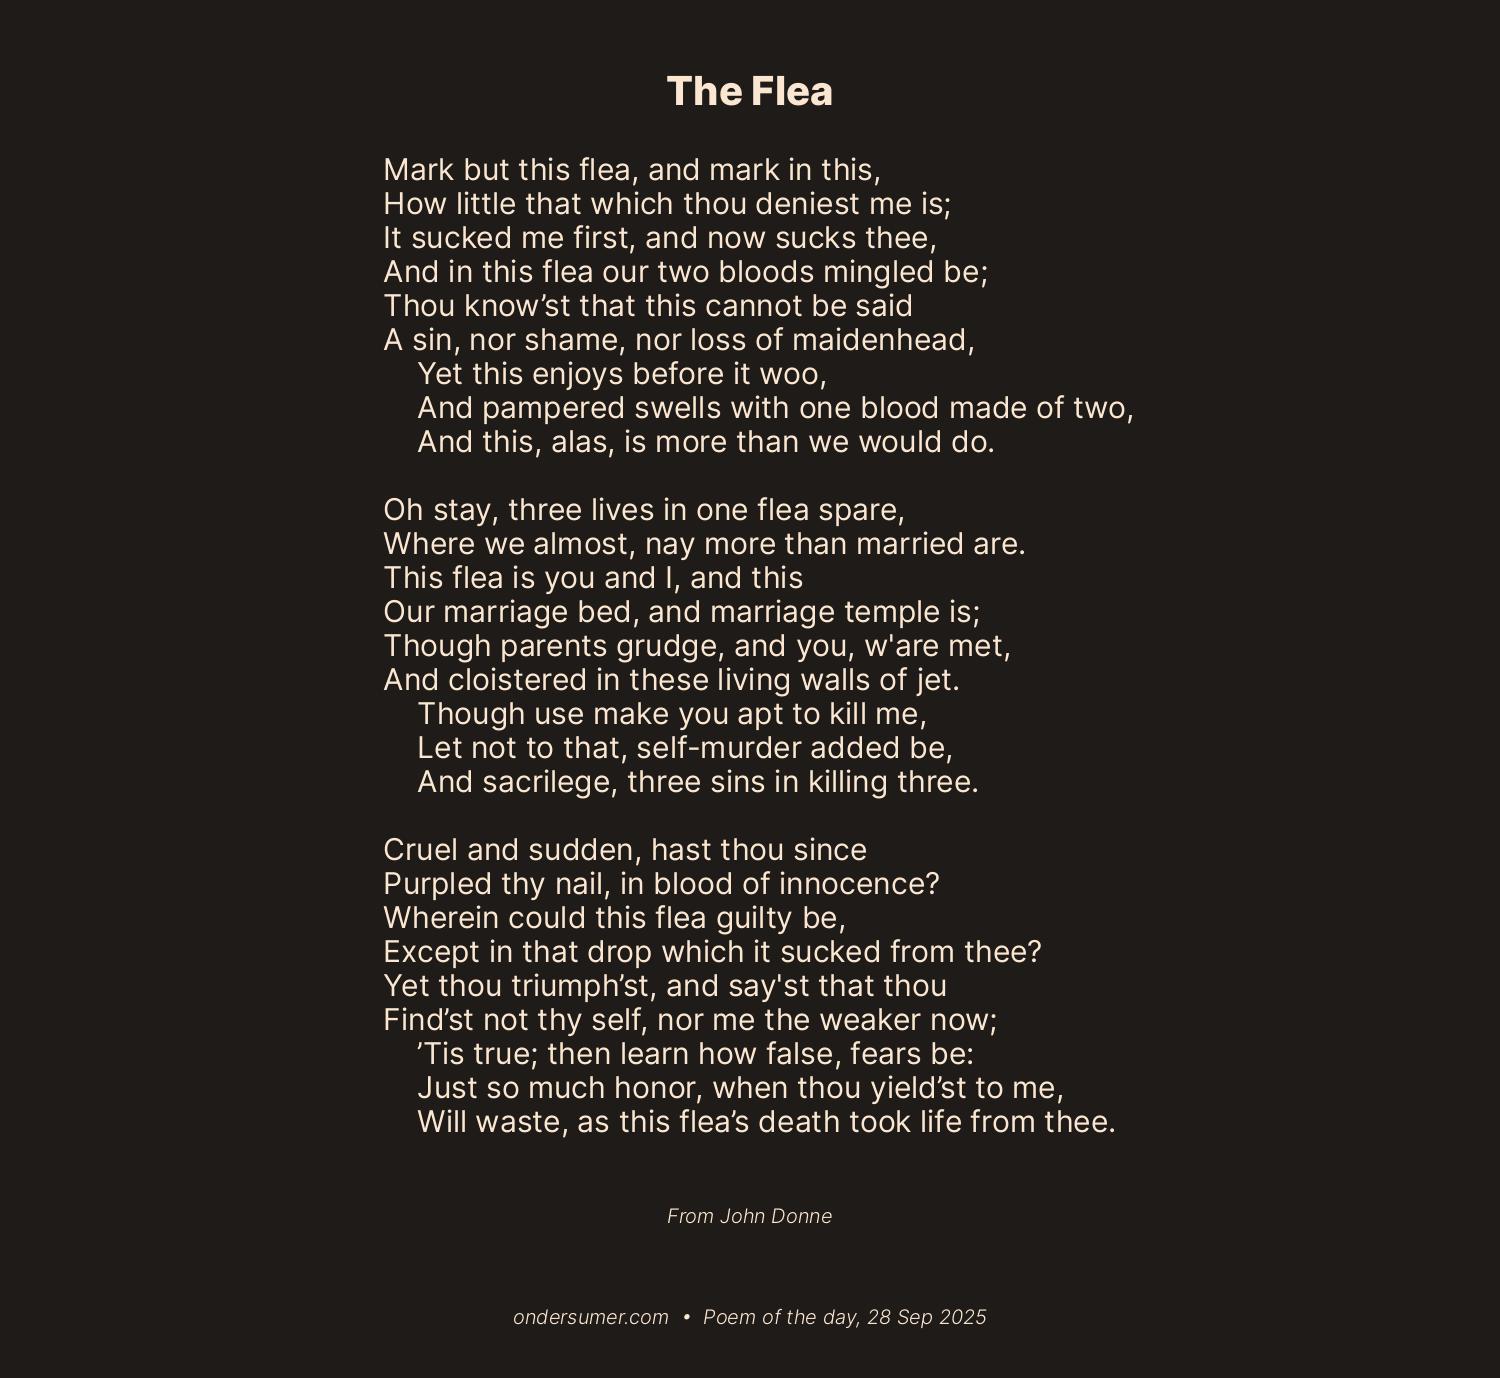 The Flea
Mark but this flea, and mark in this,
How little that which thou deniest me is;
It sucked me first, and now sucks thee,
And in this flea our two bloods mingled be;
Thou know’st that this cannot be said
A sin, nor shame, nor loss of maidenhead,
Yet this enjoys before it woo,
And pampered swells with one blood made of two,
And this, alas, is more than we would do.
Oh stay, three lives in one flea spare,
Where we almost, nay more than married are.
This flea is you and I, and this
Our marriage bed, and marriage temple is;
Though parents grudge, and you, w'are met,
And cloistered in these living walls of jet.
Though use make you apt to kill me,
Let not to that, self-murder added be,
And sacrilege, three sins in killing three.
Cruel and sudden, hast thou since
Purpled thy nail, in blood of innocence?
Wherein could this flea guilty be,
Except in that drop which it sucked from thee?
Yet thou triumph’st, and say'st that thou
Find’st not thy self, nor me the weaker now;
’Tis true; then learn how false, fears be:
Just so much honor, when thou yield’st to me,
Will waste, as this flea’s death took life from thee.
From John Donne
ondersumer.com • Poem of the day, 28 Sep 2025